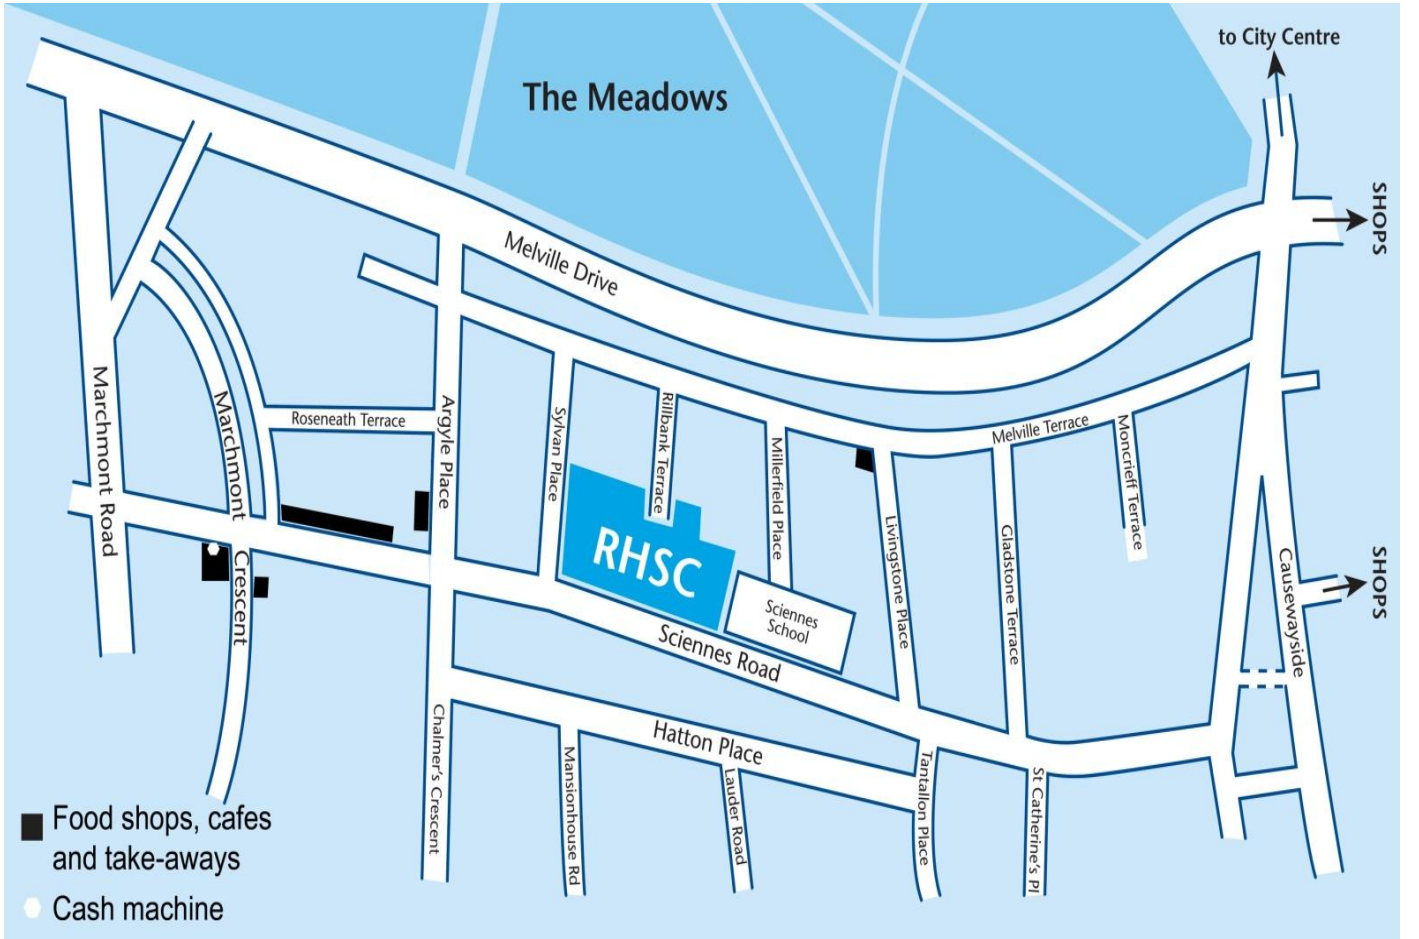 to City Centre
The Meadows
SHOPS
Melville Drive
Marchmont Road
Marchmont
Crescent
Roseneath Terrace
Argyle Place
Sylvan Place
Rillbank Terrace
Millerfield Place
Melville Terrace
Moncrieff Terrace
Livingstone Place
Gladstone Terrace
RHSC
Sciennes
School
Sciennes Road
Causewayside
SHOPS
Hatton Place
Chalmer's Crescent
Mansionhouse Rd
Lauder Road
Tantallon Place
St Catherine's Pl
Food shops, cafes
and take-aways
Cash machine